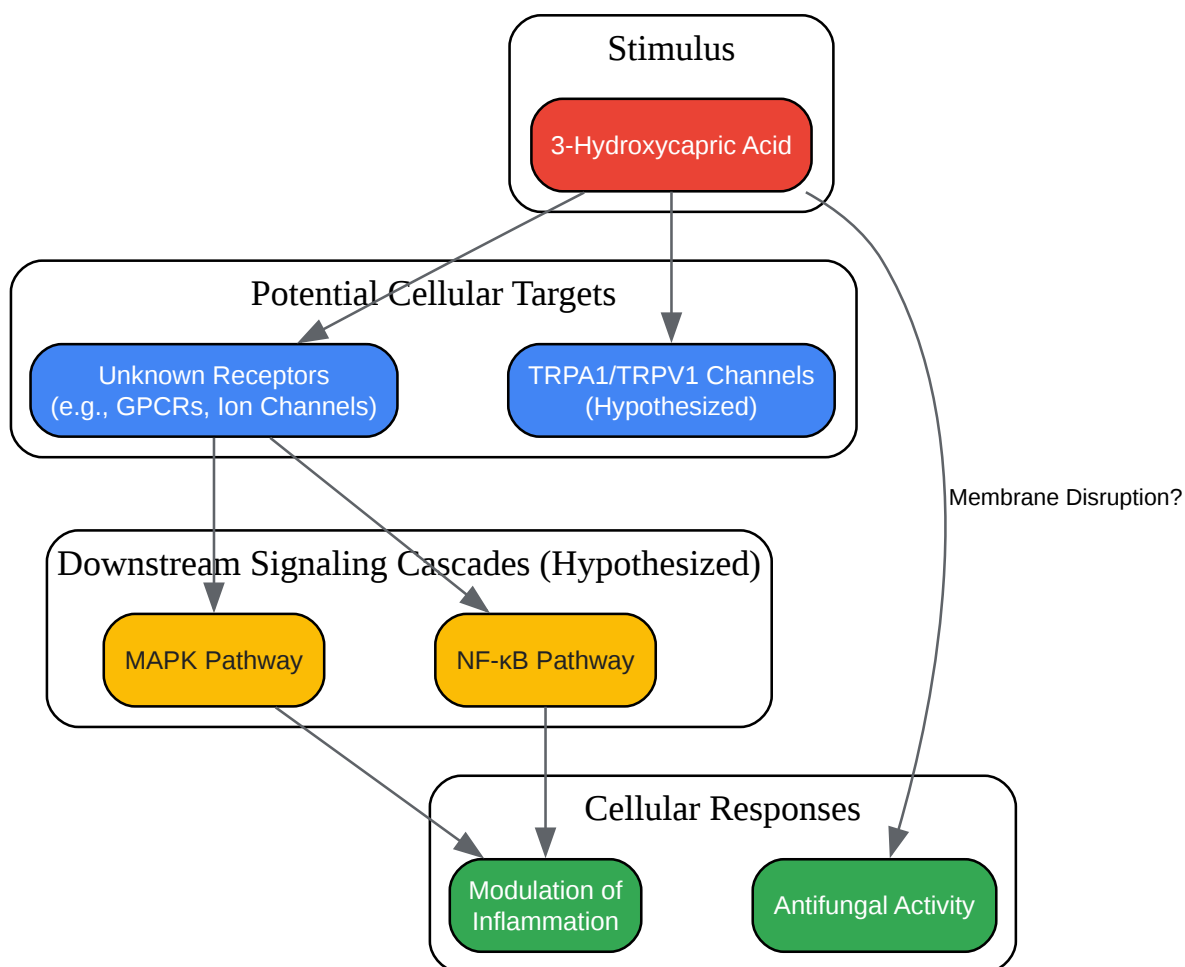 Stimulus
3-Hydroxycapric Acid
Potential Cellular Targets
Unknown Receptors
(e.g., GPCRs, Ion Channels)
TRPA1/TRPV1 Channels
(Hypothesized)
Membrane Disruption?
Downstream Signaling Cascades (Hypothesized)
MAPK Pathway
NF-κB Pathway
Cellular Responses
Modulation of
Inflammation
Antifungal Activity